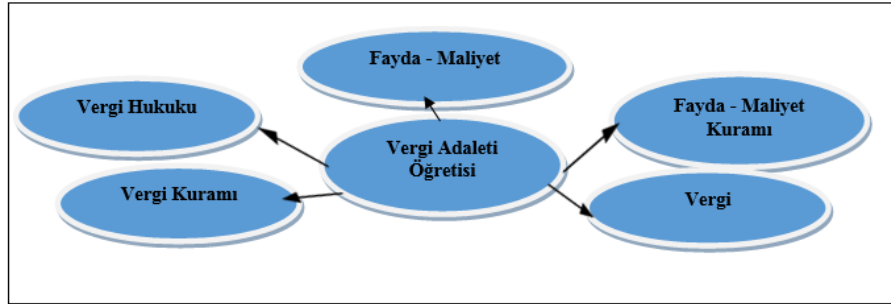 Fayda - Maliyet
Vergi Hukuku
Fayda - Maliyet
Kuramı
Vergi Adaleti
Öğretisi
Vergi Kuramı
Vergi